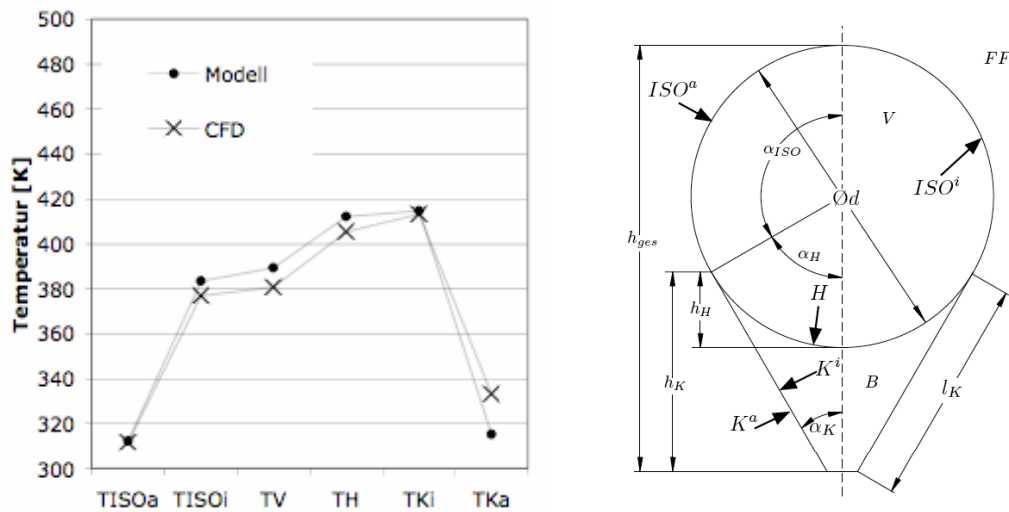 500
480
460
440
420
400
380
360
340
320
300
Temperatur [K]
Modell
CFD
TISOa TISOi TV TH TKi TKa
FF
ISO^a
V
α_ISO
ISO^i
Ød
h_ges
α_H
h_H
H
h_K
K^i
B
l_K
K^a
α_K